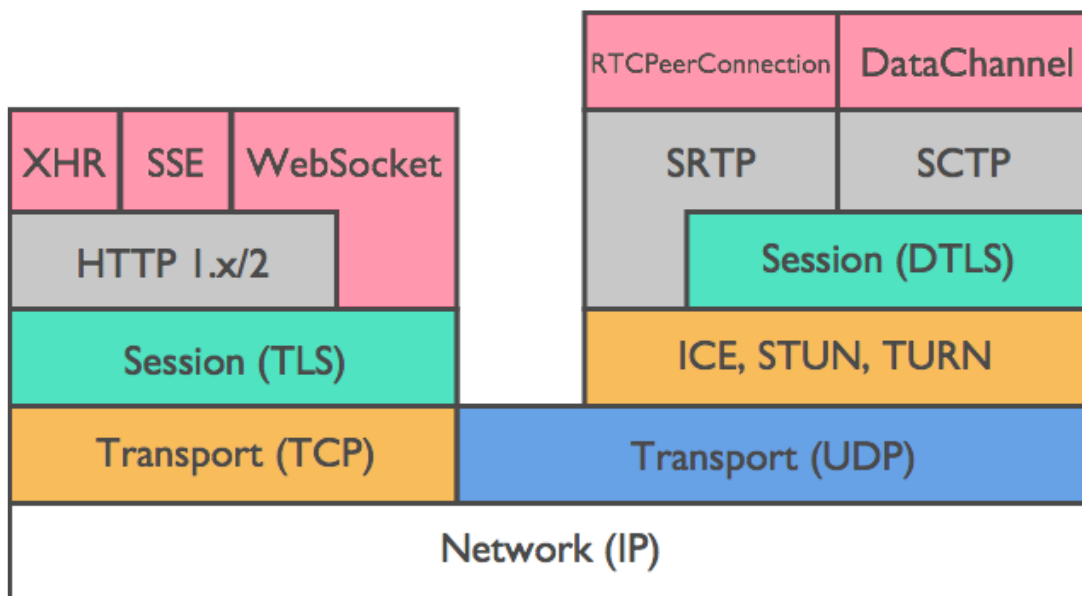 RTCPeerConnection
DataChannel
XHR
SSE
WebSocket
SRTP
SCTP
HTTP 1.x/2
Session (DTLS)
Session (TLS)
ICE, STUN, TURN
Transport (TCP)
Transport (UDP)
Network (IP)